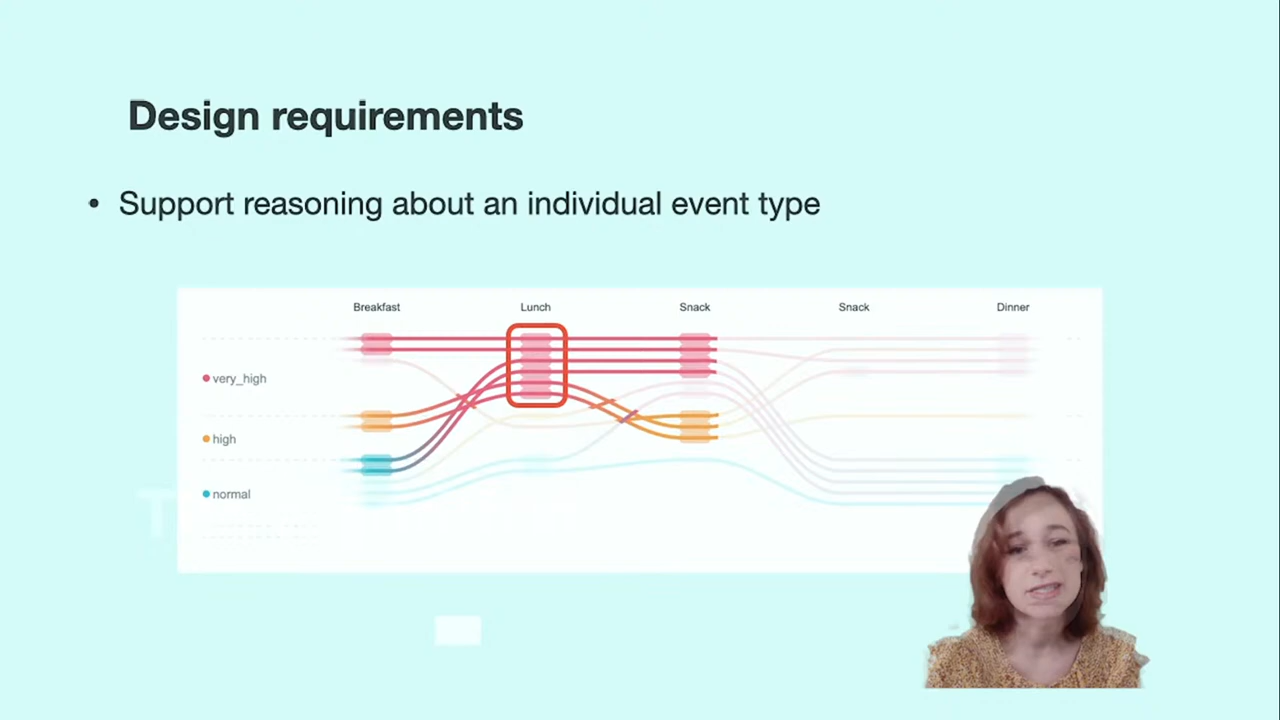 Design requirements
• Support reasoning about an individual event type
Breakfast Lunch Snack Snack Dinner
very_high
high
normal